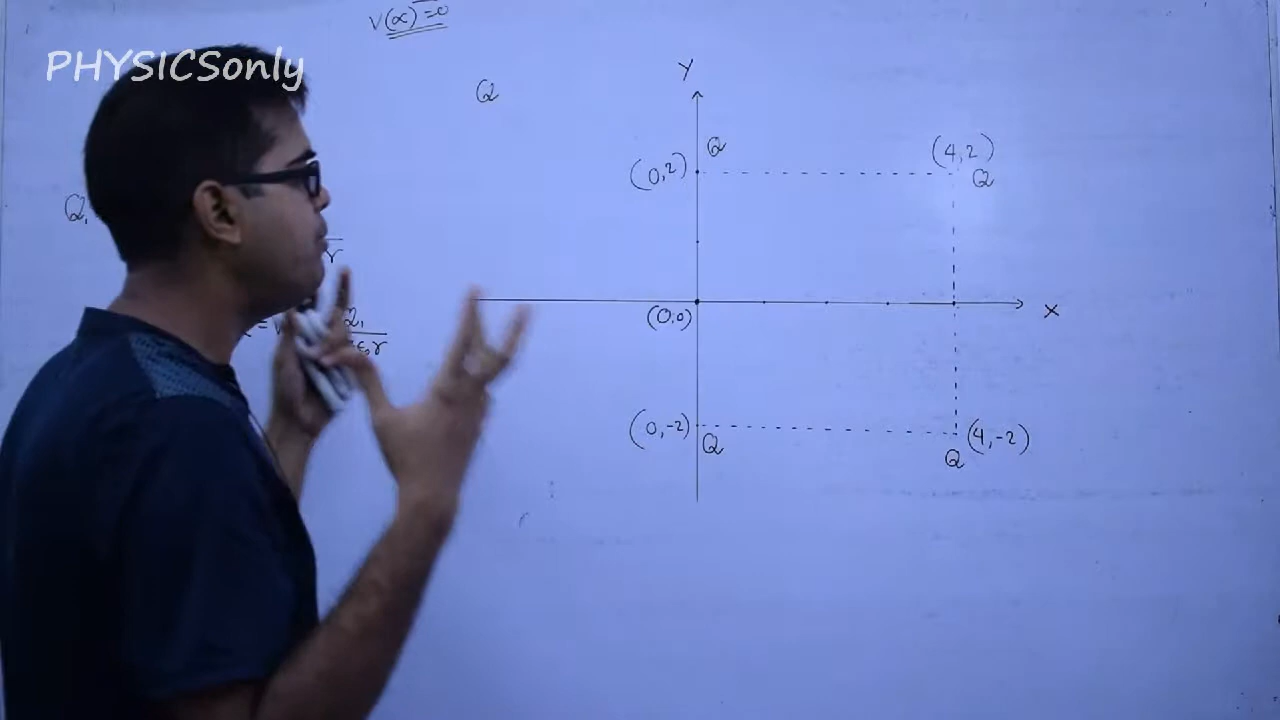 PHYSICSonly
V(∝) = 0
Q
Y
Q
(0,2)
(4,2)
Q
Q,
r
(0,0)
X
Q,
(0,-2)
Q
(4,-2)
Q